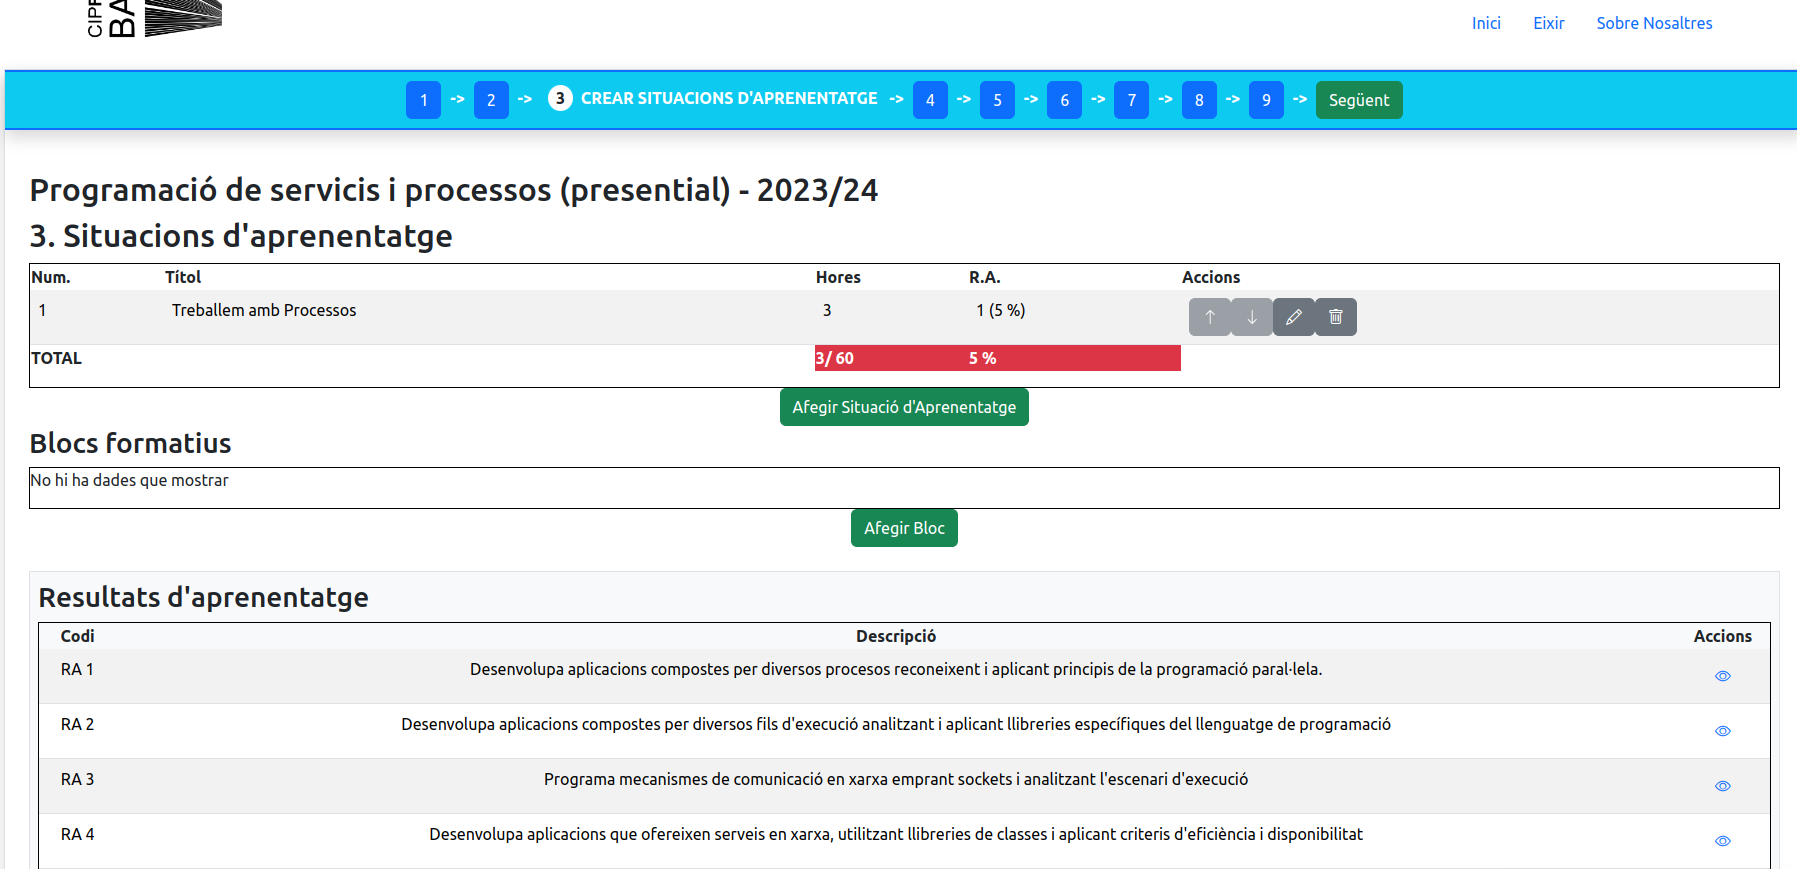 BA
Inici Eixir Sobre Nosaltres
1 -> 2 -> 3 CREAR SITUACIONS D'APRENENTATGE -> 4 -> 5 -> 6 -> 7 -> 8 -> 9 -> Següent
Programació de servicis i processos (presential) - 2023/24
3. Situacions d'aprenentatge
Num. Títol Hores R.A. Accions
1 Treballem amb Processos 3 1 (5 %)
TOTAL 3/ 60 5 %
Afegir Situació d'Aprenentatge
Blocs formatius
No hi ha dades que mostrar
Afegir Bloc
Resultats d'aprenentatge
Codi Descripció Accions
RA 1 Desenvolupa aplicacions compostes per diversos procesos reconeixent i aplicant principis de la programació paral·lela.
RA 2 Desenvolupa aplicacions compostes per diversos fils d'execució analitzant i aplicant llibreries específiques del llenguatge de programació
RA 3 Programa mecanismes de comunicació en xarxa emprant sockets i analitzant l'escenari d'execució
RA 4 Desenvolupa aplicacions que ofereixen serveis en xarxa, utilitzant llibreries de classes i aplicant criteris d'eficiència i disponibilitat